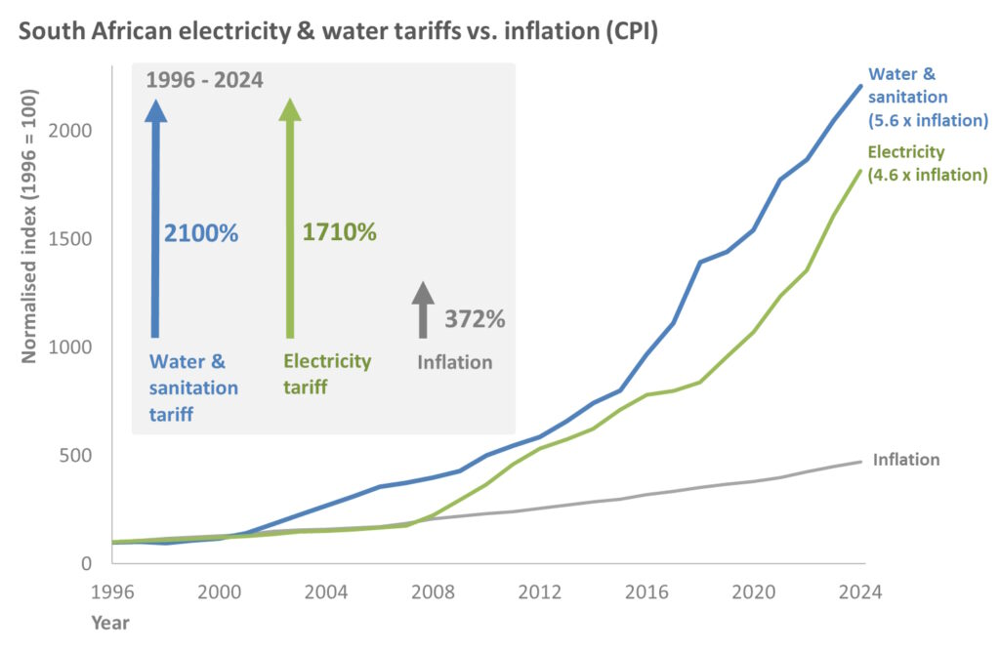 South African electricity & water tariffs vs. inflation (CPI)
Normalised index (1996 = 100)
2000
1500
1000
500
0
1996 - 2024
2100%
1710%
372%
Water &
sanitation
tariff
Electricity
tariff
Inflation
Water &
sanitation
(5.6 x inflation)
Electricity
(4.6 x inflation)
Inflation
1996
2000
2004
2008
2012
2016
2020
2024
Year